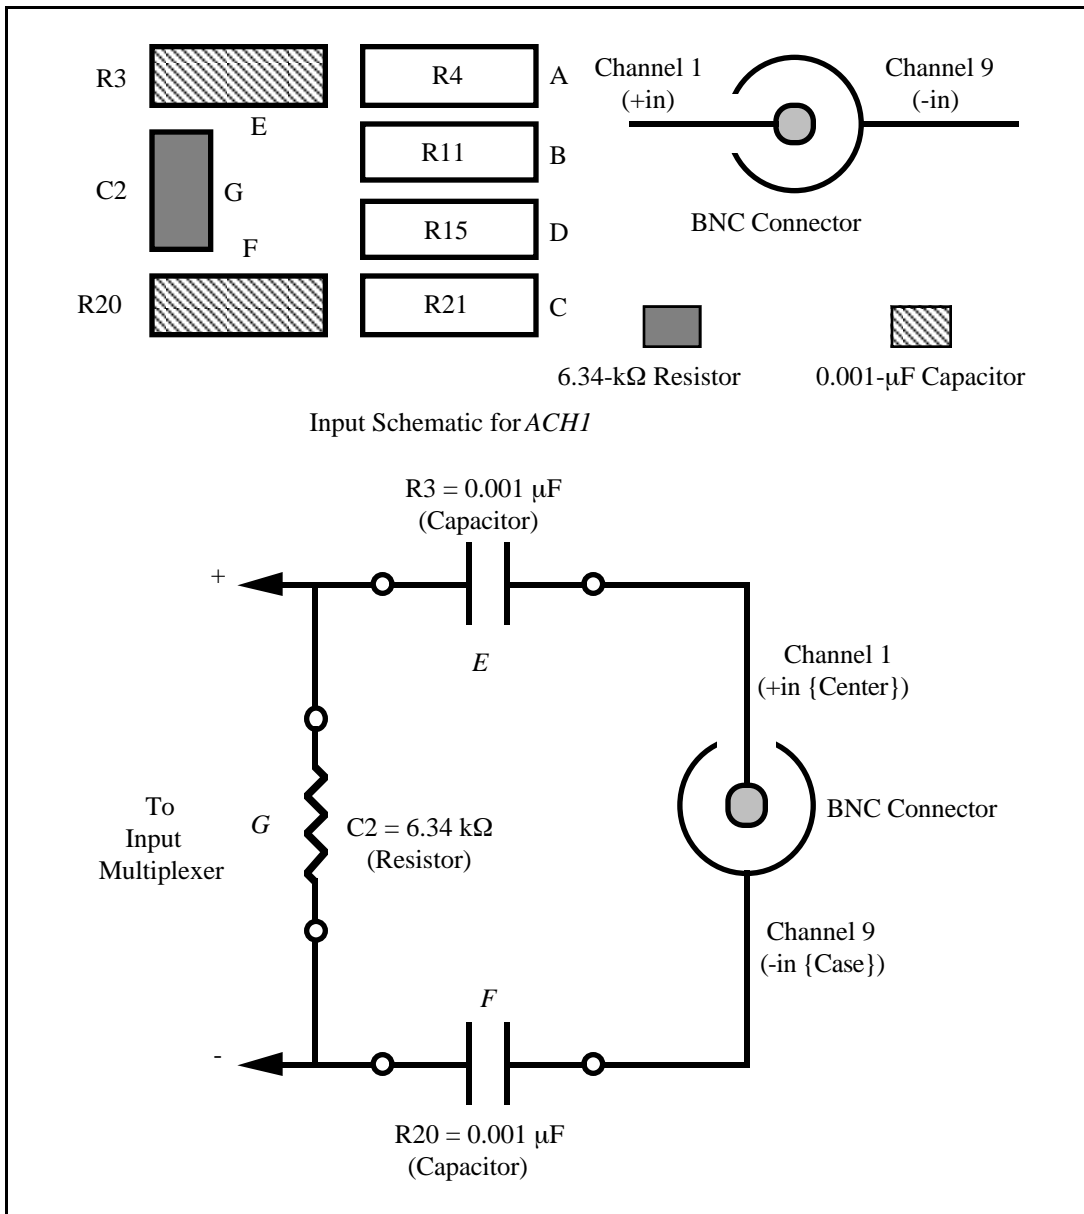 R3
R4
A
E
R11
B
C2
G
R15
D
F
R20
R21
C
Channel 1
(+in)
Channel 9
(-in)
BNC Connector
6.34-kΩ Resistor
0.001-μF Capacitor
Input Schematic for ACH1
R3 = 0.001 μF
(Capacitor)
+
E
Channel 1
(+in {Center})
To
Input
Multiplexer
G
C2 = 6.34 kΩ
(Resistor)
BNC Connector
Channel 9
(-in {Case})
F
-
R20 = 0.001 μF
(Capacitor)